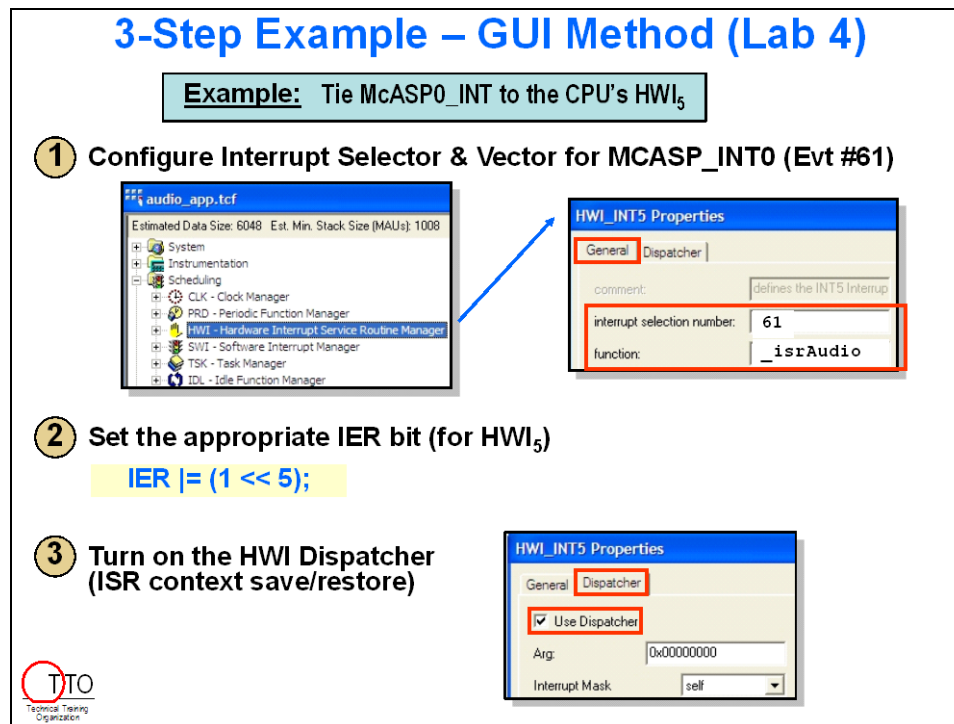 3-Step Example – GUI Method (Lab 4)
Example: Tie McASP0_INT to the CPU's HWI5
1 Configure Interrupt Selector & Vector for MCASP_INT0 (Evt #61)
audio_app.tcf
Estimated Data Size: 6048 Est. Min. Stack Size (MAUs): 1008
System
Instrumentation
Scheduling
CLK - Clock Manager
PRD - Periodic Function Manager
HWI - Hardware Interrupt Service Routine Manager
SWI - Software Interrupt Manager
TSK - Task Manager
IDL - Idle Function Manager
HWI_INT5 Properties
General Dispatcher
comment: defines the INT5 Interrup
interrupt selection number: 61
function: _isrAudio
2 Set the appropriate IER bit (for HWI5)
IER |= (1 << 5);
3 Turn on the HWI Dispatcher
(ISR context save/restore)
HWI_INT5 Properties
General Dispatcher
Use Dispatcher
Arg: 0x00000000
Interrupt Mask self
TTO
Technical Training
Organization